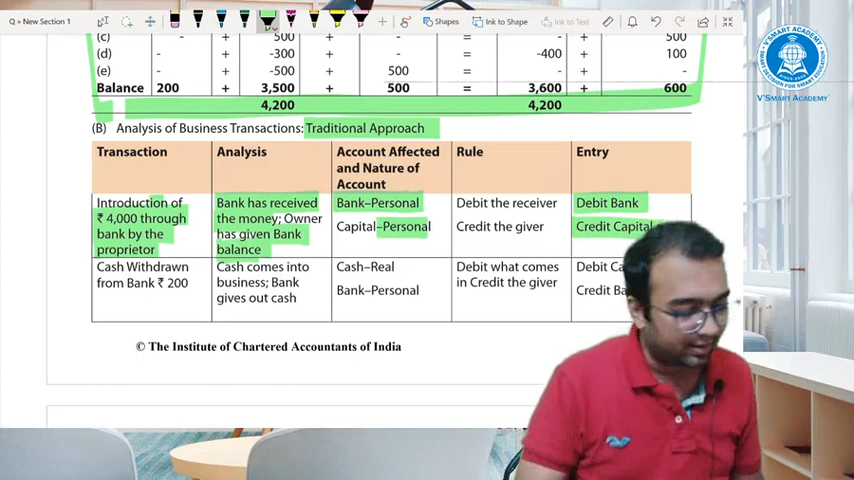 Q » New Section 1
Shapes
Ink to Shape
Ink to Text
(c) - + 500 + - = - + 500
(d) - + -300 + - = -400 + 100
(e) - + -500 + 500 = - + -
Balance 200 + 3,500 + 500 = 3,600 + 600
4,200 4,200
(B) Analysis of Business Transactions: Traditional Approach
Transaction Analysis Account Affected and Nature of Account Rule Entry
Introduction of
₹ 4,000 through
bank by the
proprietor
Bank has received
the money; Owner
has given Bank
balance
Bank–Personal
Capital–Personal
Debit the receiver
Credit the giver
Debit Bank
Credit Capital
Cash Withdrawn
from Bank ₹ 200
Cash comes into
business; Bank
gives out cash
Cash–Real
Bank–Personal
Debit what comes
in Credit the giver
Debit Ca
Credit Ba
© The Institute of Chartered Accountants of India
V'SMART ACADEMY
V'SMART ACADEMY